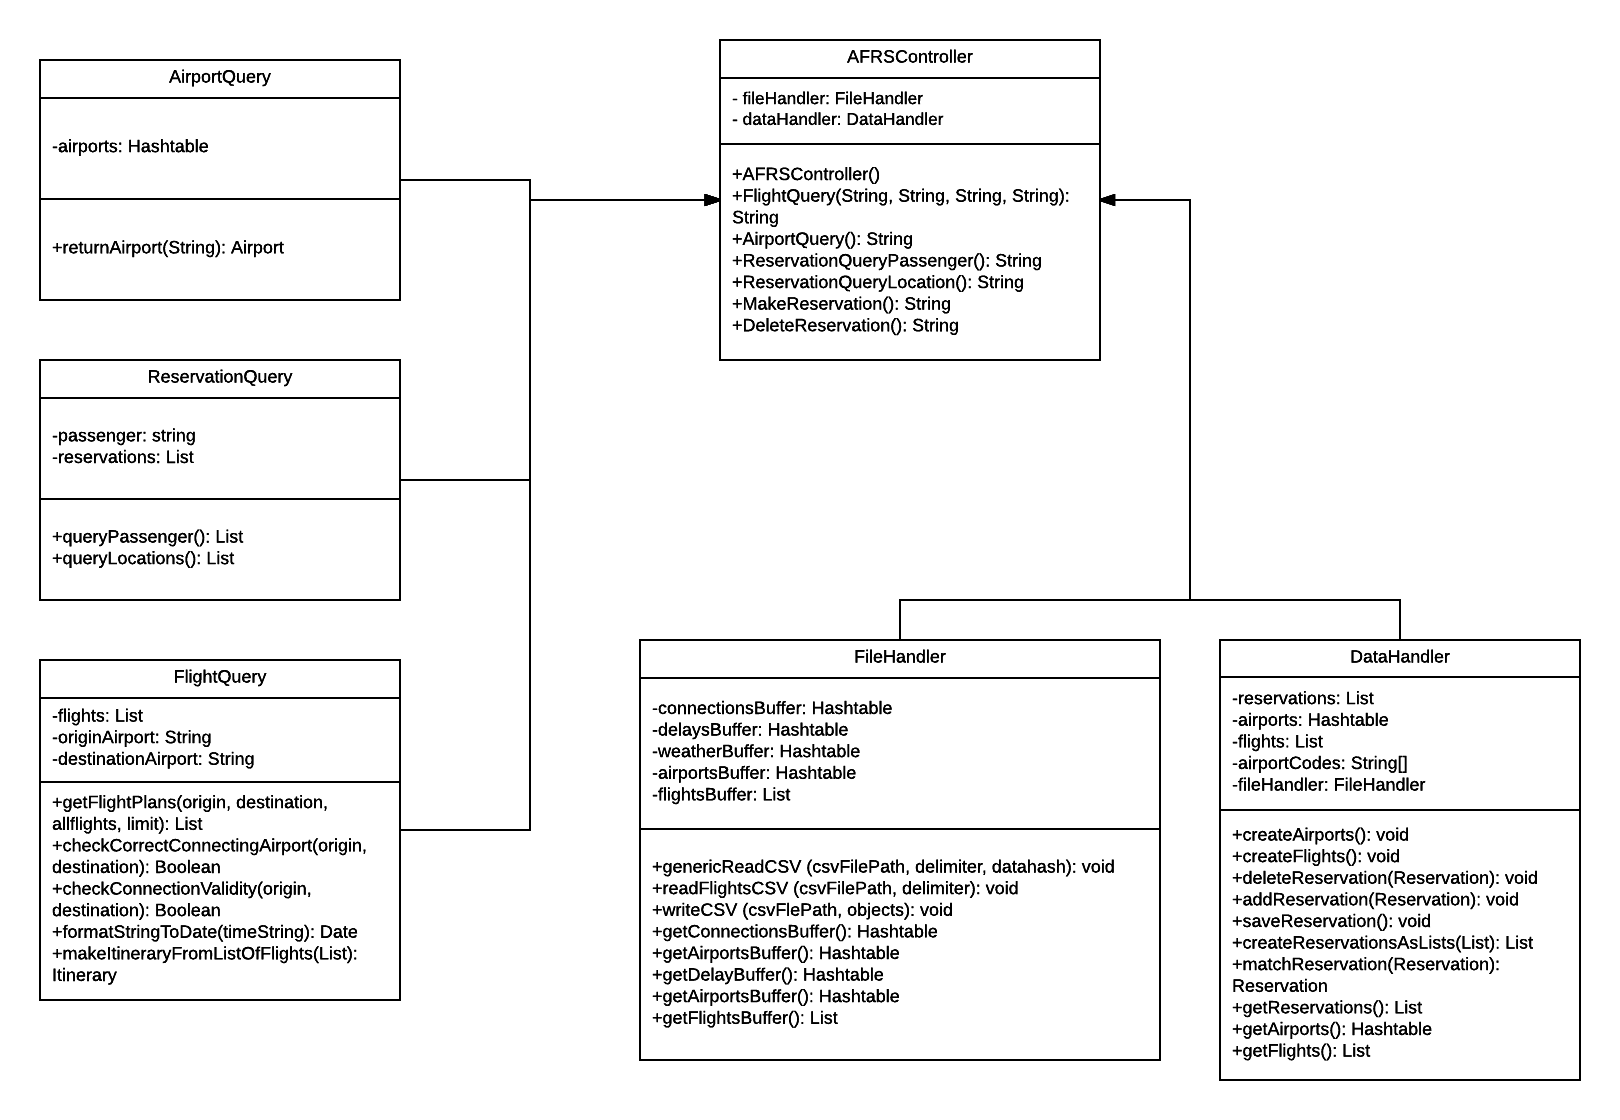 AirportQuery
-airports: Hashtable
+returnAirport(String): Airport
ReservationQuery
-passenger: string
-reservations: List
+queryPassenger(): List
+queryLocations(): List
FlightQuery
-flights: List
-originAirport: String
-destinationAirport: String
+getFlightPlans(origin, destination,
allflights, limit): List
+checkCorrectConnectingAirport(origin,
destination): Boolean
+checkConnectionValidity(origin,
destination): Boolean
+formatStringToDate(timeString): Date
+makeItineraryFromListOfFlights(List):
Itinerary
AFRSController
- fileHandler: FileHandler
- dataHandler: DataHandler
+AFRSController()
+FlightQuery(String, String, String, String):
String
+AirportQuery(): String
+ReservationQueryPassenger(): String
+ReservationQueryLocation(): String
+MakeReservation(): String
+DeleteReservation(): String
FileHandler
-connectionsBuffer: Hashtable
-delaysBuffer: Hashtable
-weatherBuffer: Hashtable
-airportsBuffer: Hashtable
-flightsBuffer: List
+genericReadCSV (csvFilePath, delimiter, datahash): void
+readFlightsCSV (csvFilePath, delimiter): void
+writeCSV (csvFlePath, objects): void
+getConnectionsBuffer(): Hashtable
+getAirportsBuffer(): Hashtable
+getDelayBuffer(): Hashtable
+getAirportsBuffer(): Hashtable
+getFlightsBuffer(): List
DataHandler
-reservations: List
-airports: Hashtable
-flights: List
-airportCodes: String[]
-fileHandler: FileHandler
+createAirports(): void
+createFlights(): void
+deleteReservation(Reservation): void
+addReservation(Reservation): void
+saveReservation(): void
+createReservationsAsLists(List): List
+matchReservation(Reservation):
Reservation
+getReservations(): List
+getAirports(): Hashtable
+getFlights(): List